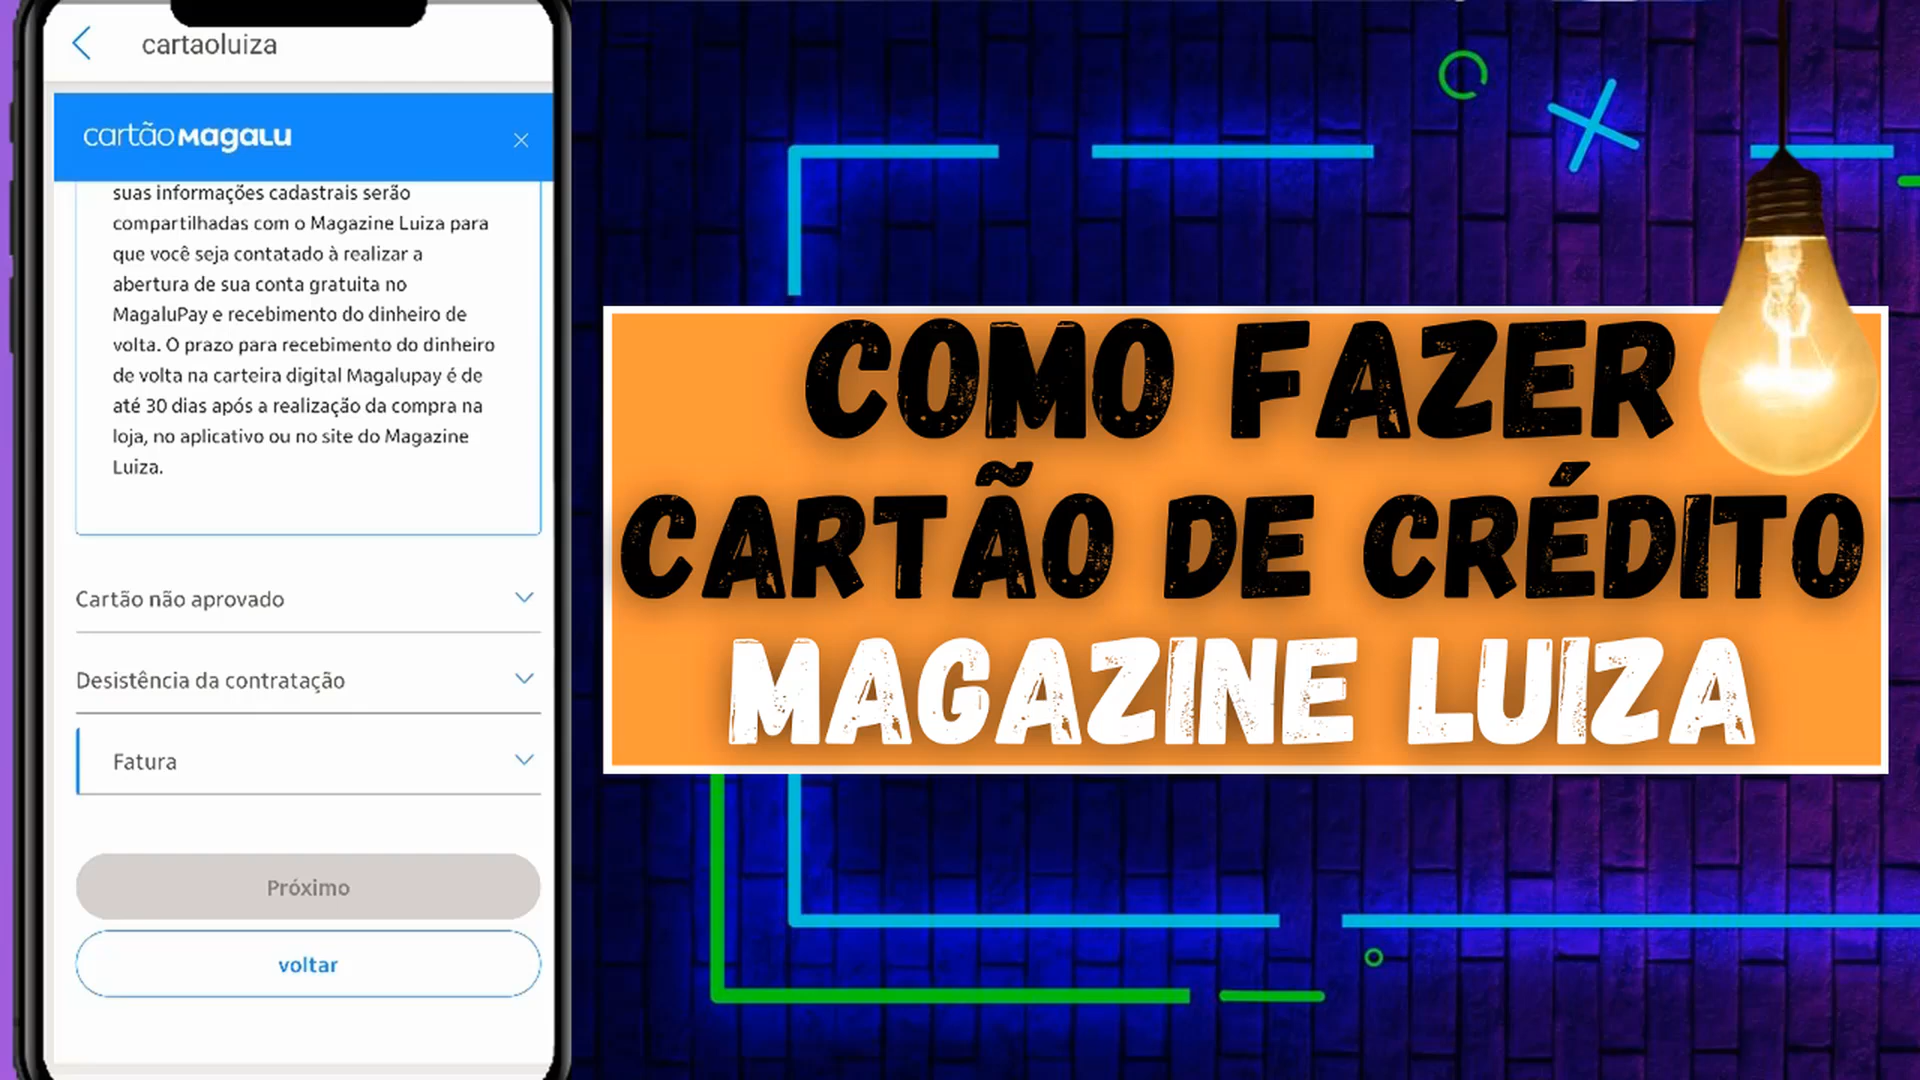 cartaoluiza
cartão magalu
suas informações cadastrais serão
compartilhadas com o Magazine Luiza para
que você seja contatado à realizar a
abertura de sua conta gratuita no
MagaluPay e recebimento do dinheiro de
volta. O prazo para recebimento do dinheiro
de volta na carteira digital Magalupay é de
até 30 dias após a realização da compra na
loja, no aplicativo ou no site do Magazine
Luiza.
Cartão não aprovado
Desistência da contratação
Fatura
Próximo
voltar
COMO FAZER
CARTÃO DE CRÉDITO
MAGAZINE LUIZA